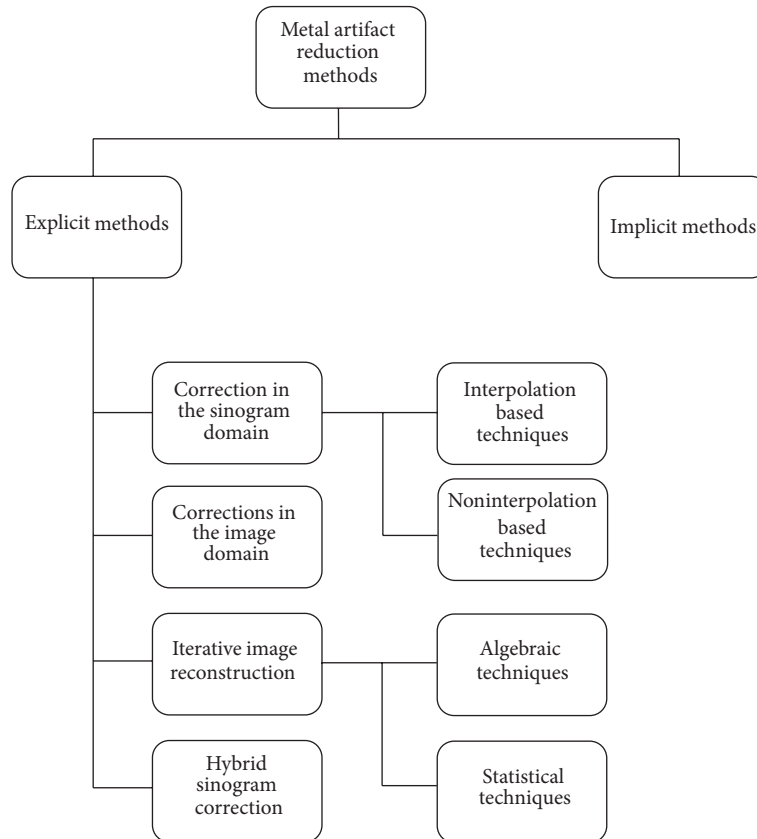 Metal artifact
reduction
methods
Explicit methods
Implicit methods
Correction in
the sinogram
domain
Interpolation
based
techniques
Corrections in
the image
domain
Noninterpolation
based
techniques
Iterative image
reconstruction
Algebraic
techniques
Hybrid
sinogram
correction
Statistical
techniques